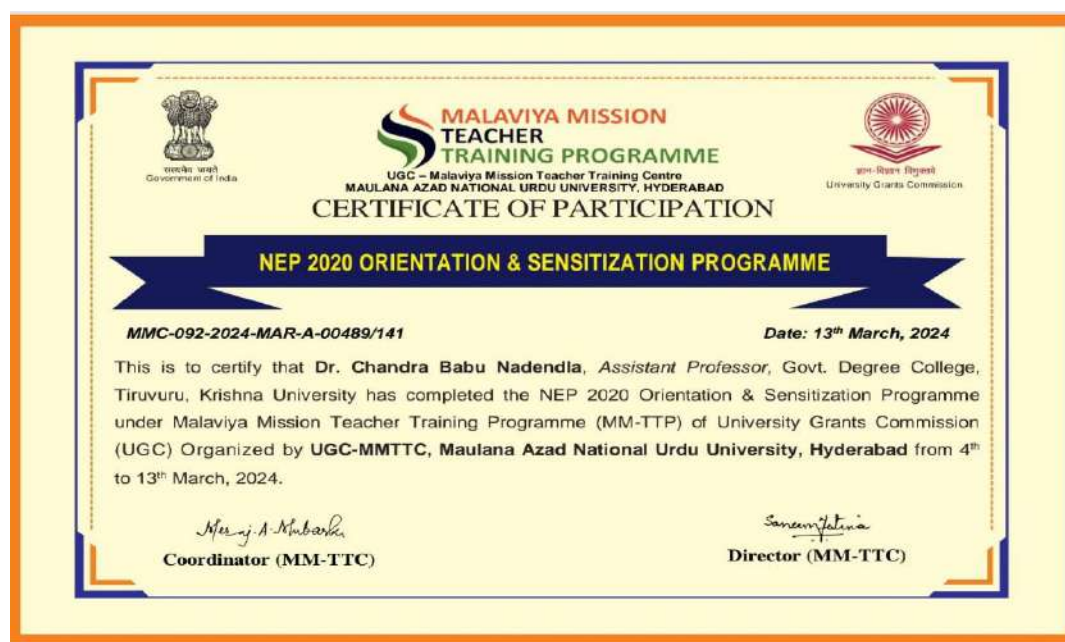 MALAVIYA MISSION
TEACHER
TRAINING PROGRAMME
सत्यमेव जयते
Government of India
UGC – Malaviya Mission Teacher Training Centre
MAULANA AZAD NATIONAL URDU UNIVERSITY, HYDERABAD
ज्ञान-विज्ञान विमुक्तये
University Grants Commission
CERTIFICATE OF PARTICIPATION
NEP 2020 ORIENTATION & SENSITIZATION PROGRAMME
MMC-092-2024-MAR-A-00489/141 Date: 13th March, 2024
This is to certify that Dr. Chandra Babu Nadendla, Assistant Professor, Govt. Degree College,
Tiruvuru, Krishna University has completed the NEP 2020 Orientation & Sensitization Programme
under Malaviya Mission Teacher Training Programme (MM-TTP) of University Grants Commission
(UGC) Organized by UGC-MMTTC, Maulana Azad National Urdu University, Hyderabad from 4th
to 13th March, 2024.
Coordinator (MM-TTC) Director (MM-TTC)